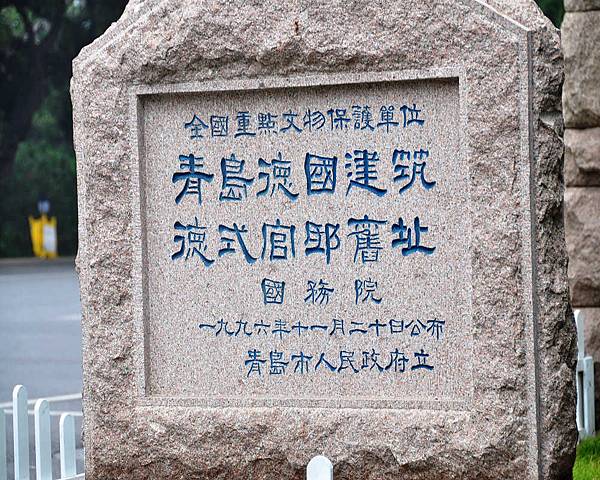 全國重點文物保護單位
青島德國建筑
德式官邸舊址
國務院
一九九六年十一月二十日公布
青島市人民政府立